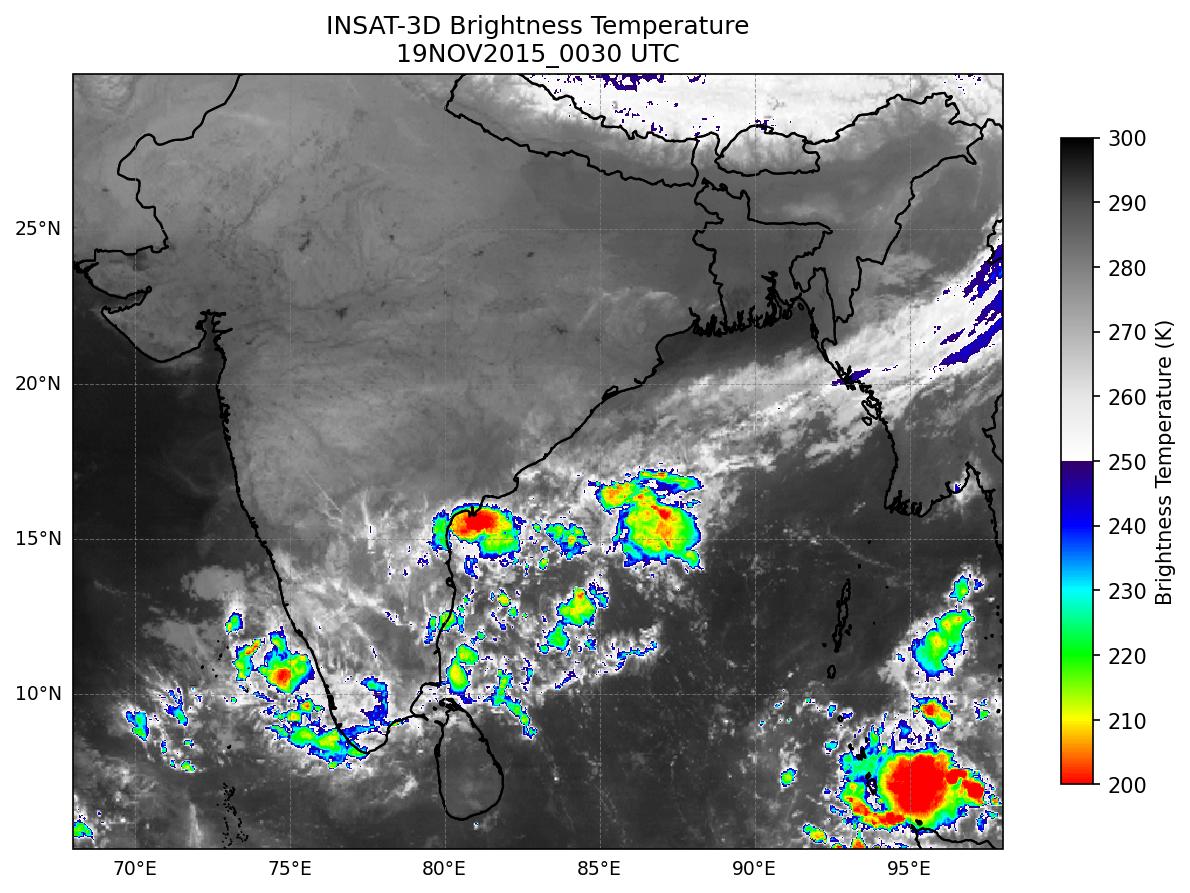 INSAT-3D Brightness Temperature
19NOV2015_0030 UTC
25°N
20°N
15°N
10°N
70°E
75°E
80°E
85°E
90°E
95°E
300
290
280
270
260
250
240
230
220
210
200
Brightness Temperature (K)